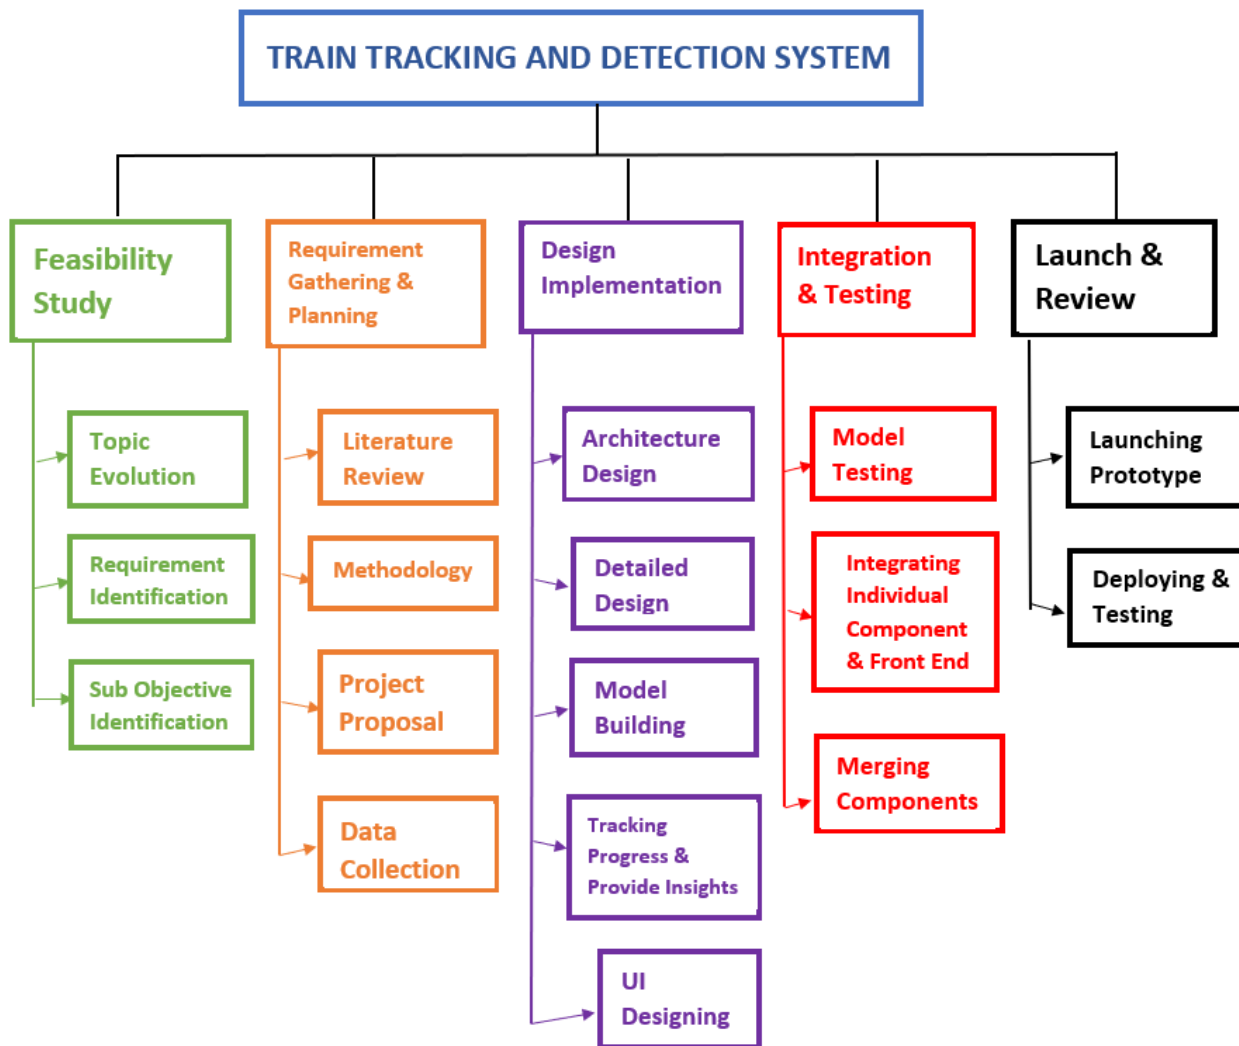 TRAIN TRACKING AND DETECTION SYSTEM
Feasibility
Study
Topic
Evolution
Requirement
Identification
Sub Objective
Identification
Requirement
Gathering &
Planning
Literature
Review
Methodology
Project
Proposal
Data
Collection
Design
Implementation
Architecture
Design
Detailed
Design
Model
Building
Tracking
Progress &
Provide Insights
UI
Designing
Integration
& Testing
Model
Testing
Integrating
Individual
Component
& Front End
Merging
Components
Launch &
Review
Launching
Prototype
Deploying &
Testing